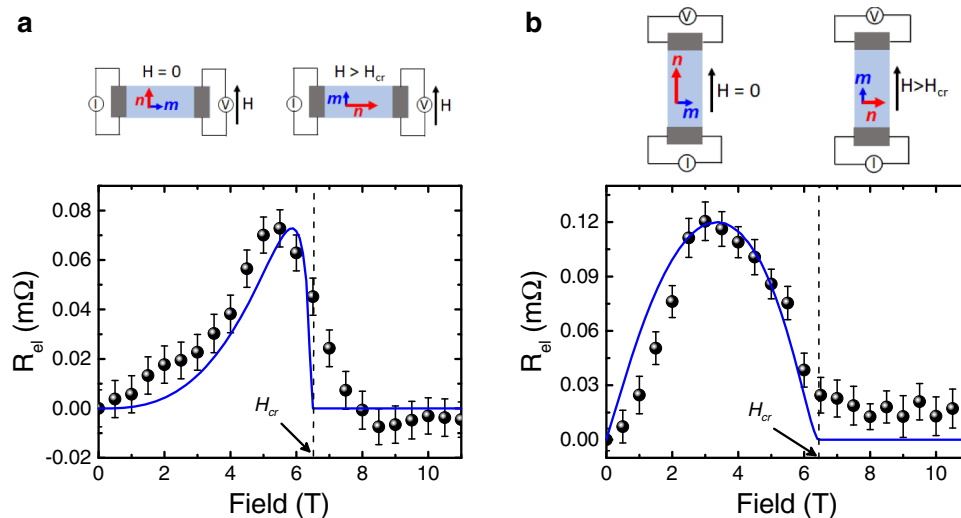 a
H = 0
H > Hcr
n
m
I
V
H
m
n
I
V
H
Rel (mΩ)
0.08
0.06
0.04
0.02
0.00
-0.02
Hcr
0 2 4 6 8 10
Field (T)
b
V
n
m
H = 0
I
V
m
n
H>Hcr
I
Rel (mΩ)
0.12
0.09
0.06
0.03
0.00
Hcr
0 2 4 6 8 10
Field (T)